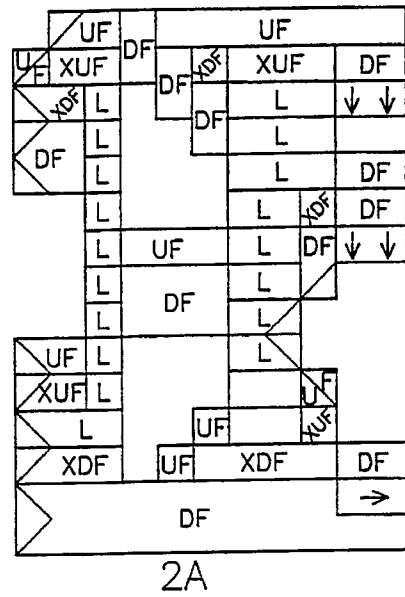 UF DF UF
UF XUF DF XDF XUF DF
XDF L DF L
DF L L
L L DF
L L XDF DF
L UF L DF
L DF L
L L
UF L L
XUF L UF
L UF XUF
XDF UF XDF DF
DF
2A